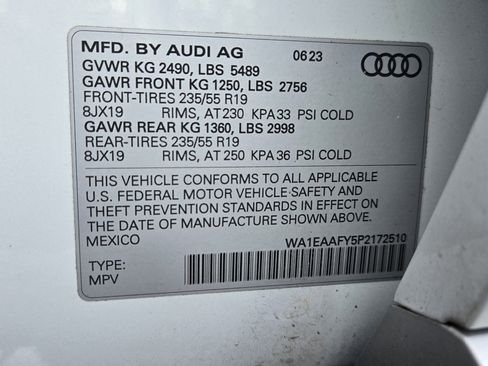 MFD. BY AUDI AG 06 23
GVWR KG 2490, LBS 5489
GAWR FRONT KG 1250, LBS 2756
FRONT-TIRES 235/55 R19
8JX19 RIMS, AT 230 KPA 33 PSI COLD
GAWR REAR KG 1360, LBS 2998
REAR-TIRES 235/55 R19
8JX19 RIMS, AT 250 KPA 36 PSI COLD
THIS VEHICLE CONFORMS TO ALL APPLICABLE
U.S. FEDERAL MOTOR VEHICLE SAFETY AND
THEFT PREVENTION STANDARDS IN EFFECT ON
THE DATE OF MANUFACTURE SHOWN ABOVE.
MEXICO WA1EAAFY5P2172510
TYPE:
MPV